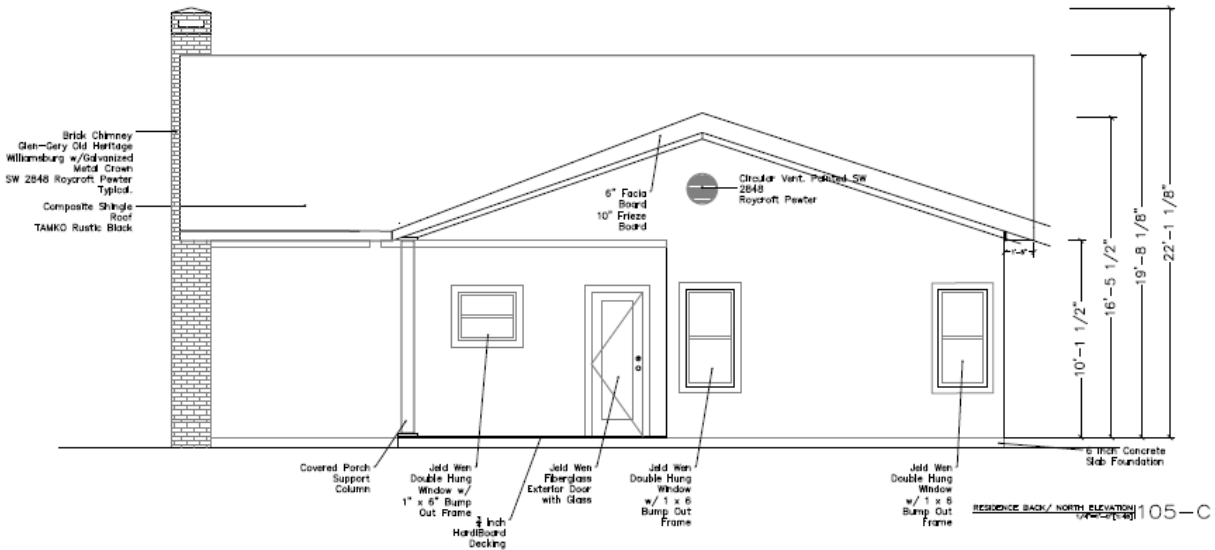 Brick Chimney
Glen-Gery Old Heritage
Williamsburg w/Galvanized
Metal Crown
SW 2848 Roycroft Pewter
Typical.
Composite Shingle
Roof
TAMKO Rustic Black
6" Facia
Board
10" Frieze
Board
Circular Vent. Painted SW
2848
Roycroft Pewter
10'-1 1/2"
16'-5 1/2"
19'-8 1/8"
22'-1 1/8"
Covered Porch
Support
Column
Jeld Wen
Double Hung
Window w/
1" x 6" Bump
Out Frame
Inch
HardiBoard
Decking
Jeld Wen
Fiberglass
Exterior Door
with Glass
Jeld Wen
Double Hung
Window
w/ 1 x 6
Bump Out
Frame
Jeld Wen
Double Hung
Window
w/ 1 x 6
Bump Out
Frame
6 Inch Concrete
Slab Foundation
RESIDENCE BACK/ NORTH ELEVATION
105-C